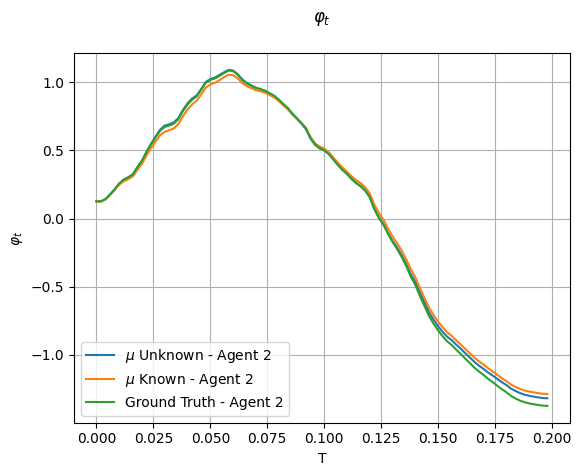 φₜ
1.0
0.5
0.0
−0.5
−1.0
φₜ
μ Unknown - Agent 2
μ Known - Agent 2
Ground Truth - Agent 2
0.000 0.025 0.050 0.075 0.100 0.125 0.150 0.175 0.200
T